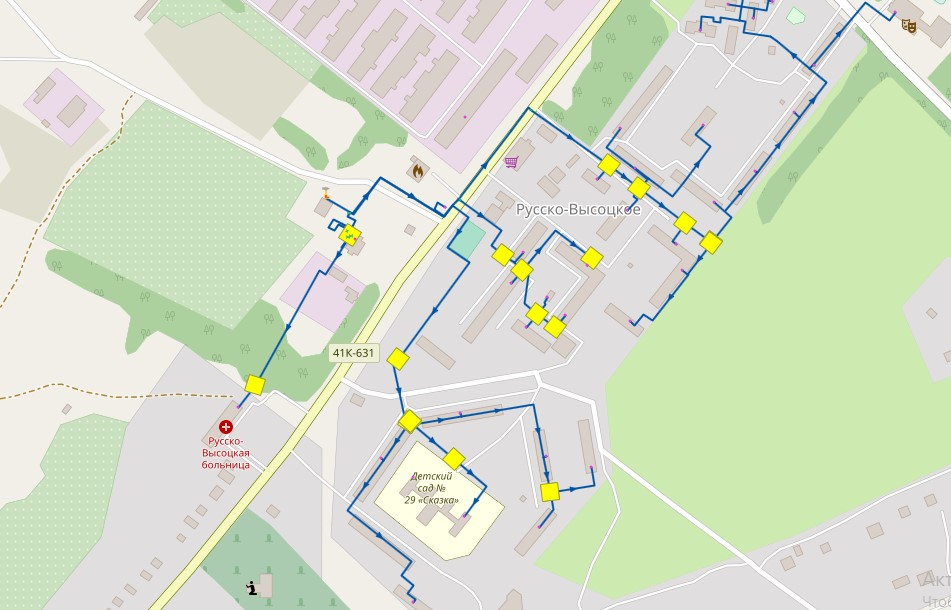 Русско-Высоцкое
41К-631
Русско-
Высоцкая
больница
Детский
сад №
29 «Сказка»